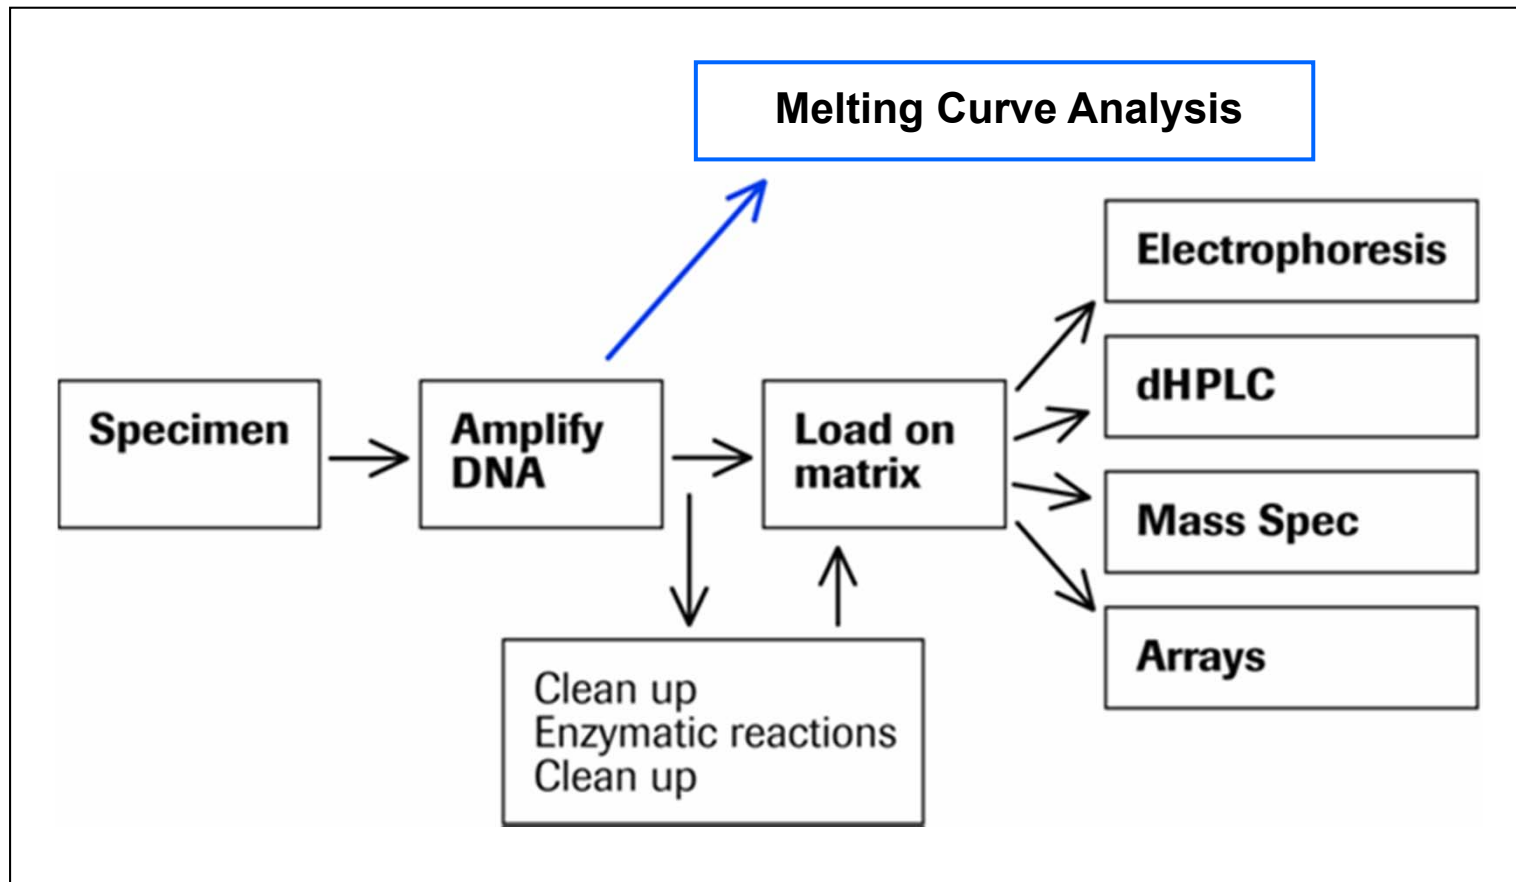 Melting Curve Analysis
Electrophoresis
dHPLC
Specimen
Amplify
DNA
Load on
matrix
Mass Spec
Arrays
Clean up
Enzymatic reactions
Clean up